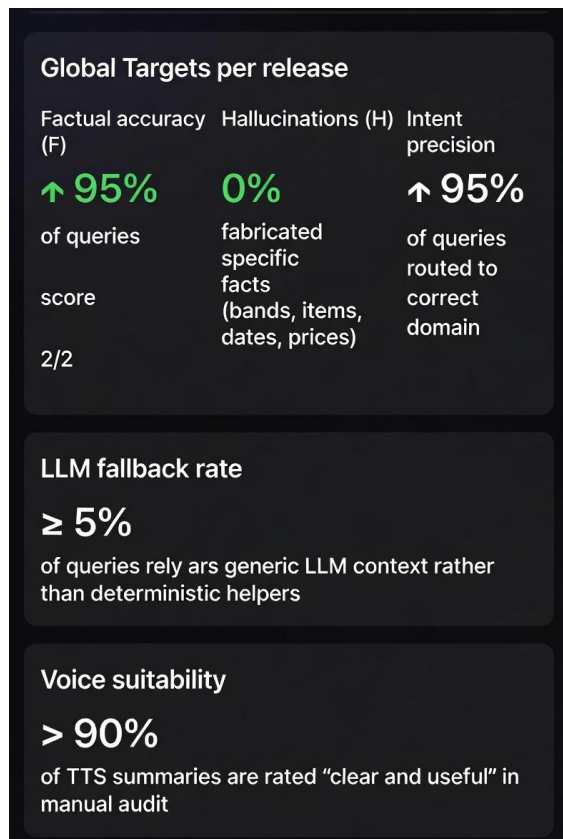 Global Targets per release
Factual accuracy (F)
↑ 95%
of queries
score
2/2
Hallucinations (H)
0%
fabricated
specific
facts
(bands, items,
dates, prices)
Intent
precision
↑ 95%
of queries
routed to
correct
domain
LLM fallback rate
≥ 5%
of queries rely ars generic LLM context rather
than deterministic helpers
Voice suitability
> 90%
of TTS summaries are rated “clear and useful” in
manual audit